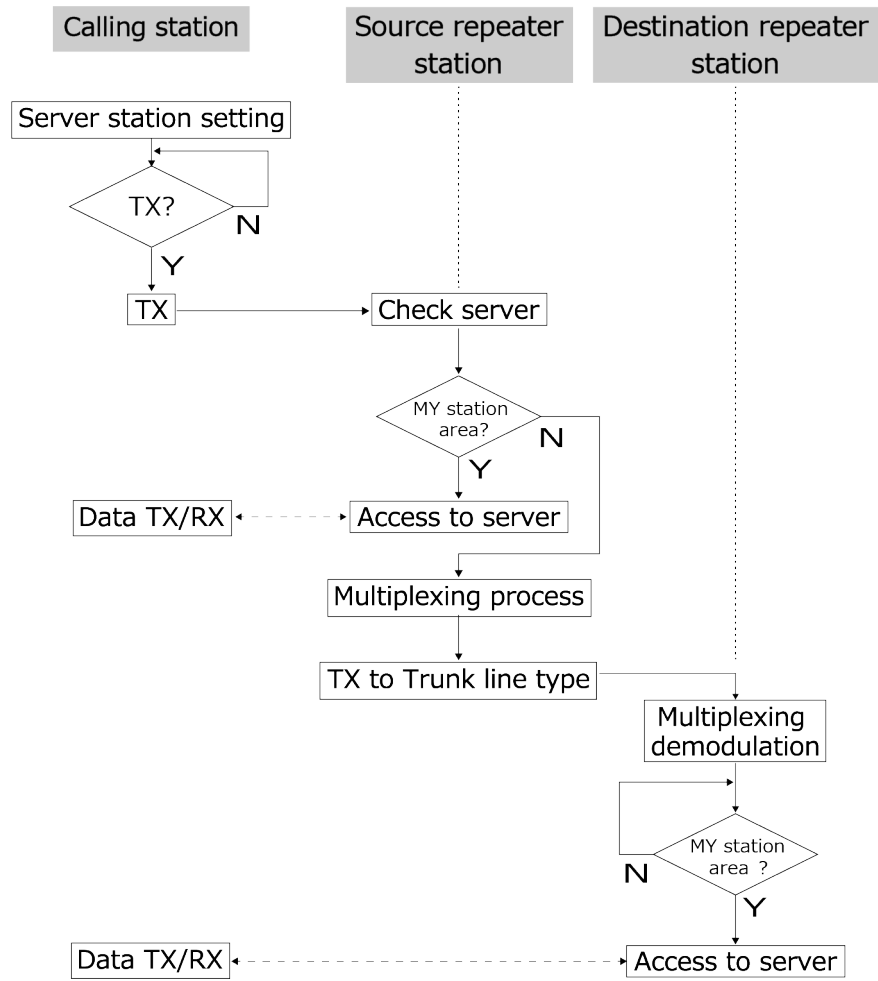 Calling station
Source repeater
station
Destination repeater
station
Server station setting
TX?
N
Y
TX
Check server
MY station
area?
N
Y
Data TX/RX
Access to server
Multiplexing process
TX to Trunk line type
Multiplexing
demodulation
MY station
area ?
N
Y
Data TX/RX
Access to server